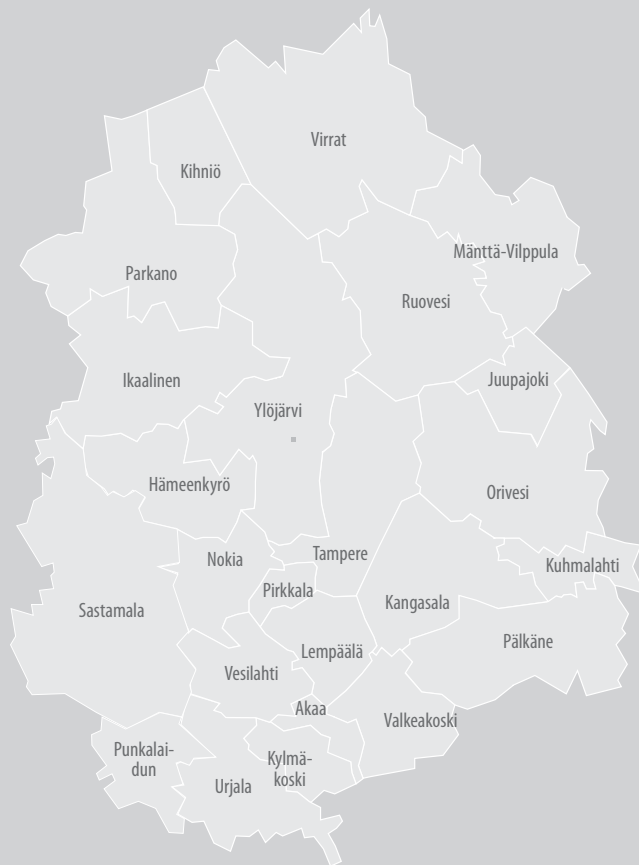 Virrat
Kihniö
Mänttä-Vilppula
Parkano
Ruovesi
Ikaalinen
Juupajoki
Ylöjärvi
Hämeenkyrö
Orivesi
Tampere
Nokia
Kuhmalahti
Pirkkala
Kangasala
Sastamala
Pälkäne
Lempäälä
Vesilahti
Akaa
Valkeakoski
Punkalai-
dun
Kylmä-
koski
Urjala